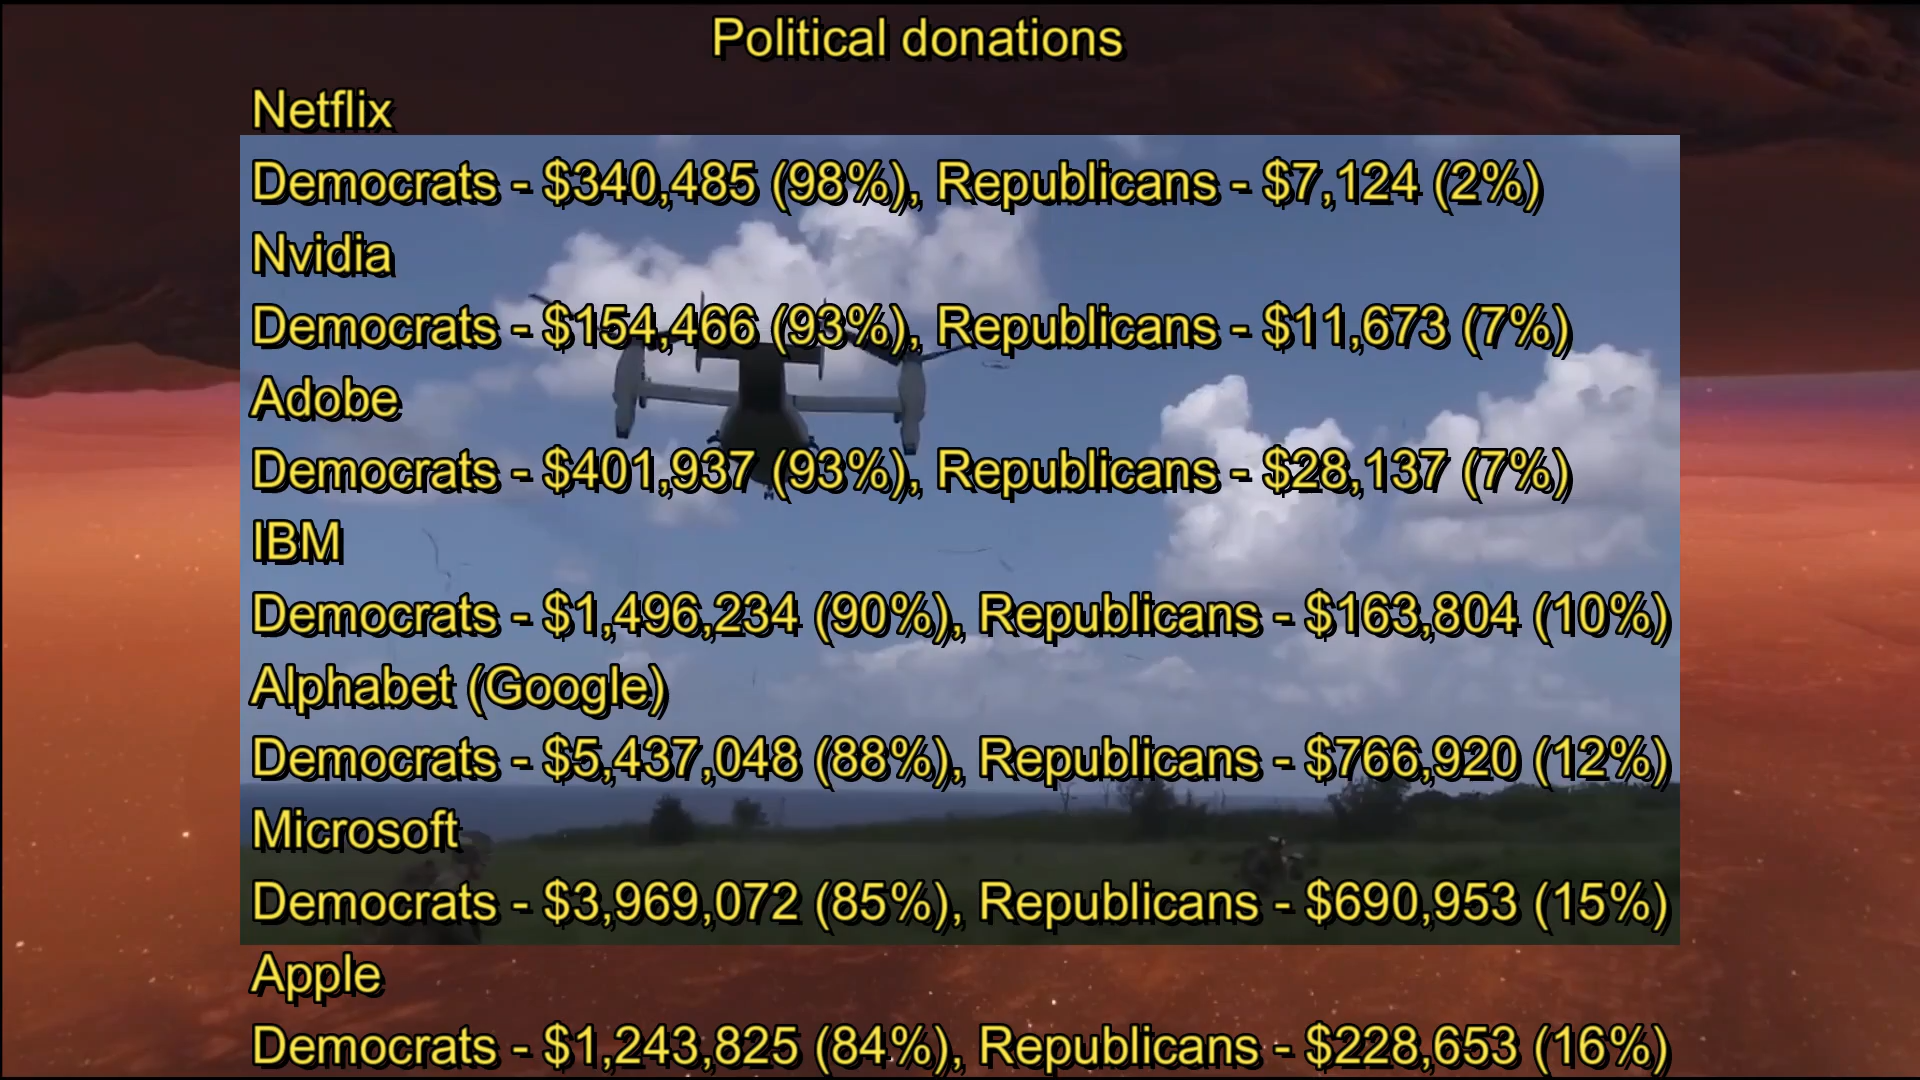 Political donations
Netflix
Democrats - $340,485 (98%), Republicans - $7,124 (2%)
Nvidia
Democrats - $154,466 (93%), Republicans - $11,673 (7%)
Adobe
Democrats - $401,937 (93%), Republicans - $28,137 (7%)
IBM
Democrats - $1,496,234 (90%), Republicans - $163,804 (10%)
Alphabet (Google)
Democrats - $5,437,048 (88%), Republicans - $766,920 (12%)
Microsoft
Democrats - $3,969,072 (85%), Republicans - $690,953 (15%)
Apple
Democrats - $1,243,825 (84%), Republicans - $228,653 (16%)